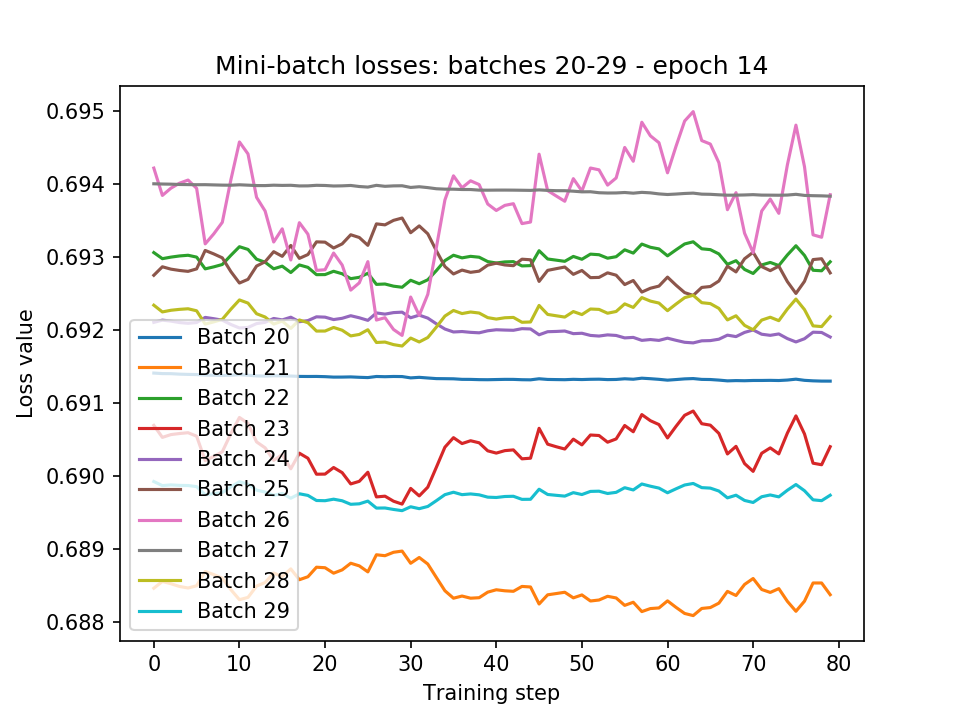 Mini-batch losses: batches 20-29 - epoch 14
0.695
0.694
0.693
0.692
0.691
0.690
0.689
0.688
Loss value
Batch 20
Batch 21
Batch 22
Batch 23
Batch 24
Batch 25
Batch 26
Batch 27
Batch 28
Batch 29
0 10 20 30 40 50 60 70 80
Training step